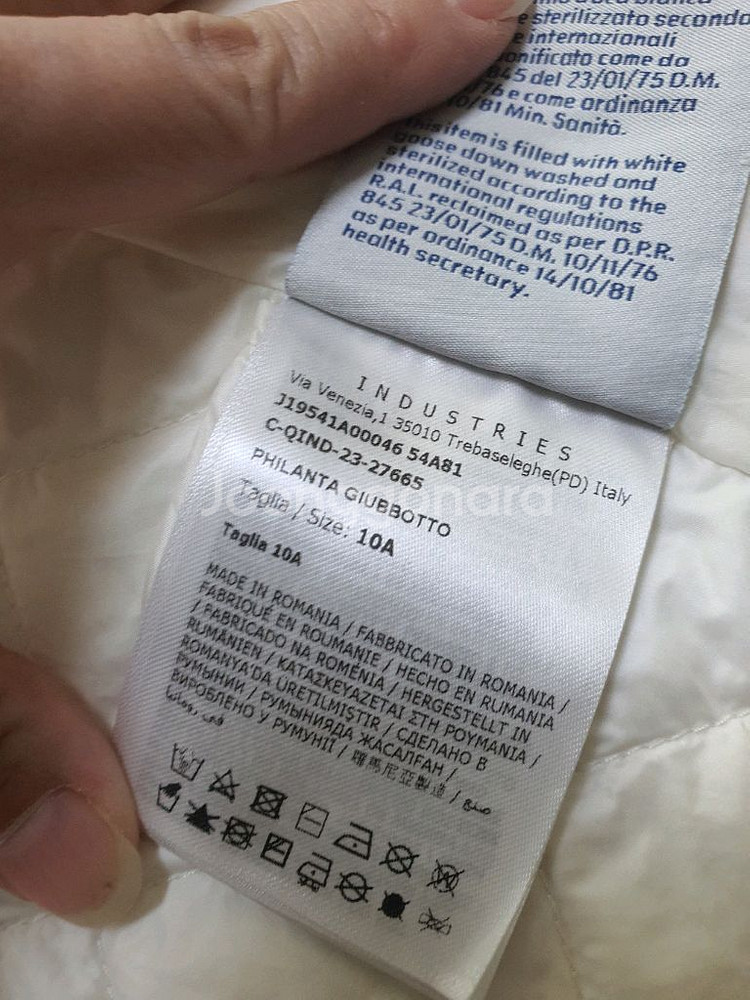 e sterilizzato secondo
e internazionali
bonificato come da
845 del 23/01/75 D.M.
/76 e come ordinanza
10/81 Min. Sanità.
This item is filled with white
goose down washed and
sterilized according to the
international regulations
R.A.L. reclaimed as per D.P.R.
845 23/01/75 D.M. 10/11/76
as per ordinance 14/10/81
health secretary.
INDUSTRIES
Via Venezia,1 35010 Trebaseleghe(PD) Italy
J19541A00046 54A81
C-QIND-23-27665
PHILANTA GIUBBOTTO
Taglia / Size: 10A
Taglia 10A
MADE IN ROMANIA / FABBRICATO IN ROMANIA /
FABRIQUÉ EN ROUMANIE / HECHO EN RUMANIA
/ FABRICADO NA ROMÉNIA / HERGESTELLT IN
RUMÄNIEN / ΚΑΤΑΣΚΕΥΑΖΕΤΑΙ ΣΤΗ ΡΟΥΜΑΝΙΑ /
ROMANYA'DA ÜRETILMIŞTIR / СДЕЛАНО В
РУМЫНИИ / РУМЫНИЯДА ЖАСАЛҒАН /
ВИРОБЛЕНО У РУМУНІЇ / 羅馬尼亞製造 / صنع
في رومانيا